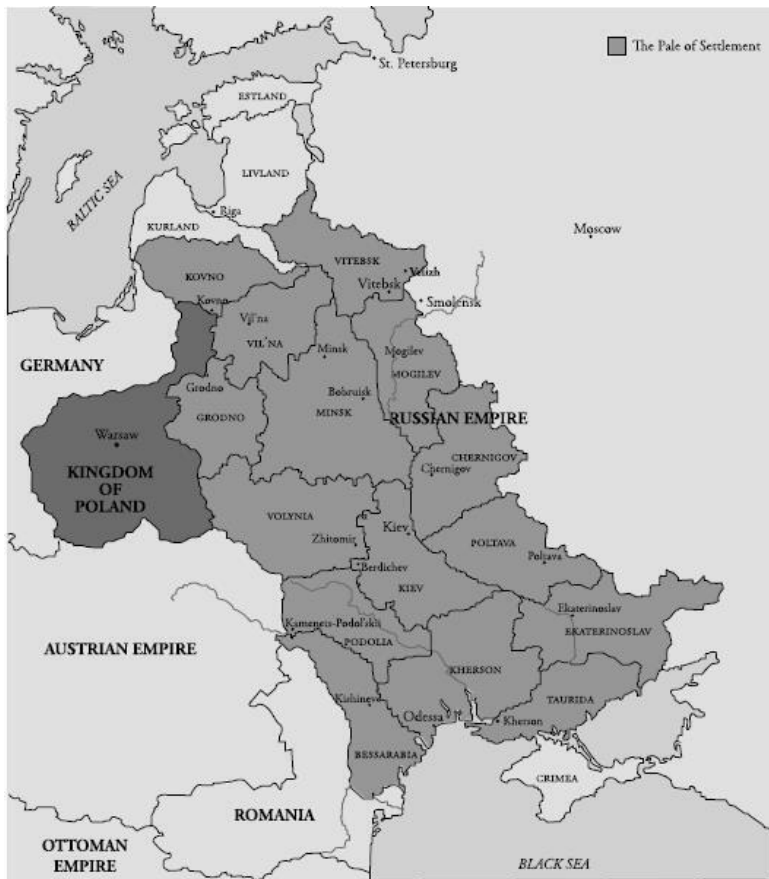 The Pale of Settlement
St. Petersburg
ESTLAND
LIVLAND
BALTIC SEA
Riga
KURLAND
Moscow
VITEBSK
Velizh
KOVNO
Vitebsk
Smolensk
Kovno
Vil'na
VIL'NA
Minsk
Mogilev
MOGILEV
GERMANY
Grodno
Bobruisk
GRODNO
MINSK
RUSSIAN EMPIRE
Warsaw
CHERNIGOV
Chernigov
KINGDOM
OF
POLAND
VOLYNIA
Kiev
Zhitomir
POLTAVA
Poltava
Berdichev
KIEV
Ekaterinoslav
Kameneis-Podol'skii
EKATERINOSLAV
PODOLIA
AUSTRIAN EMPIRE
KHERSON
TAURIDA
Kishinev
Odessa
Kherson
BESSARABIA
CRIMEA
ROMANIA
OTTOMAN
EMPIRE
BLACK SEA